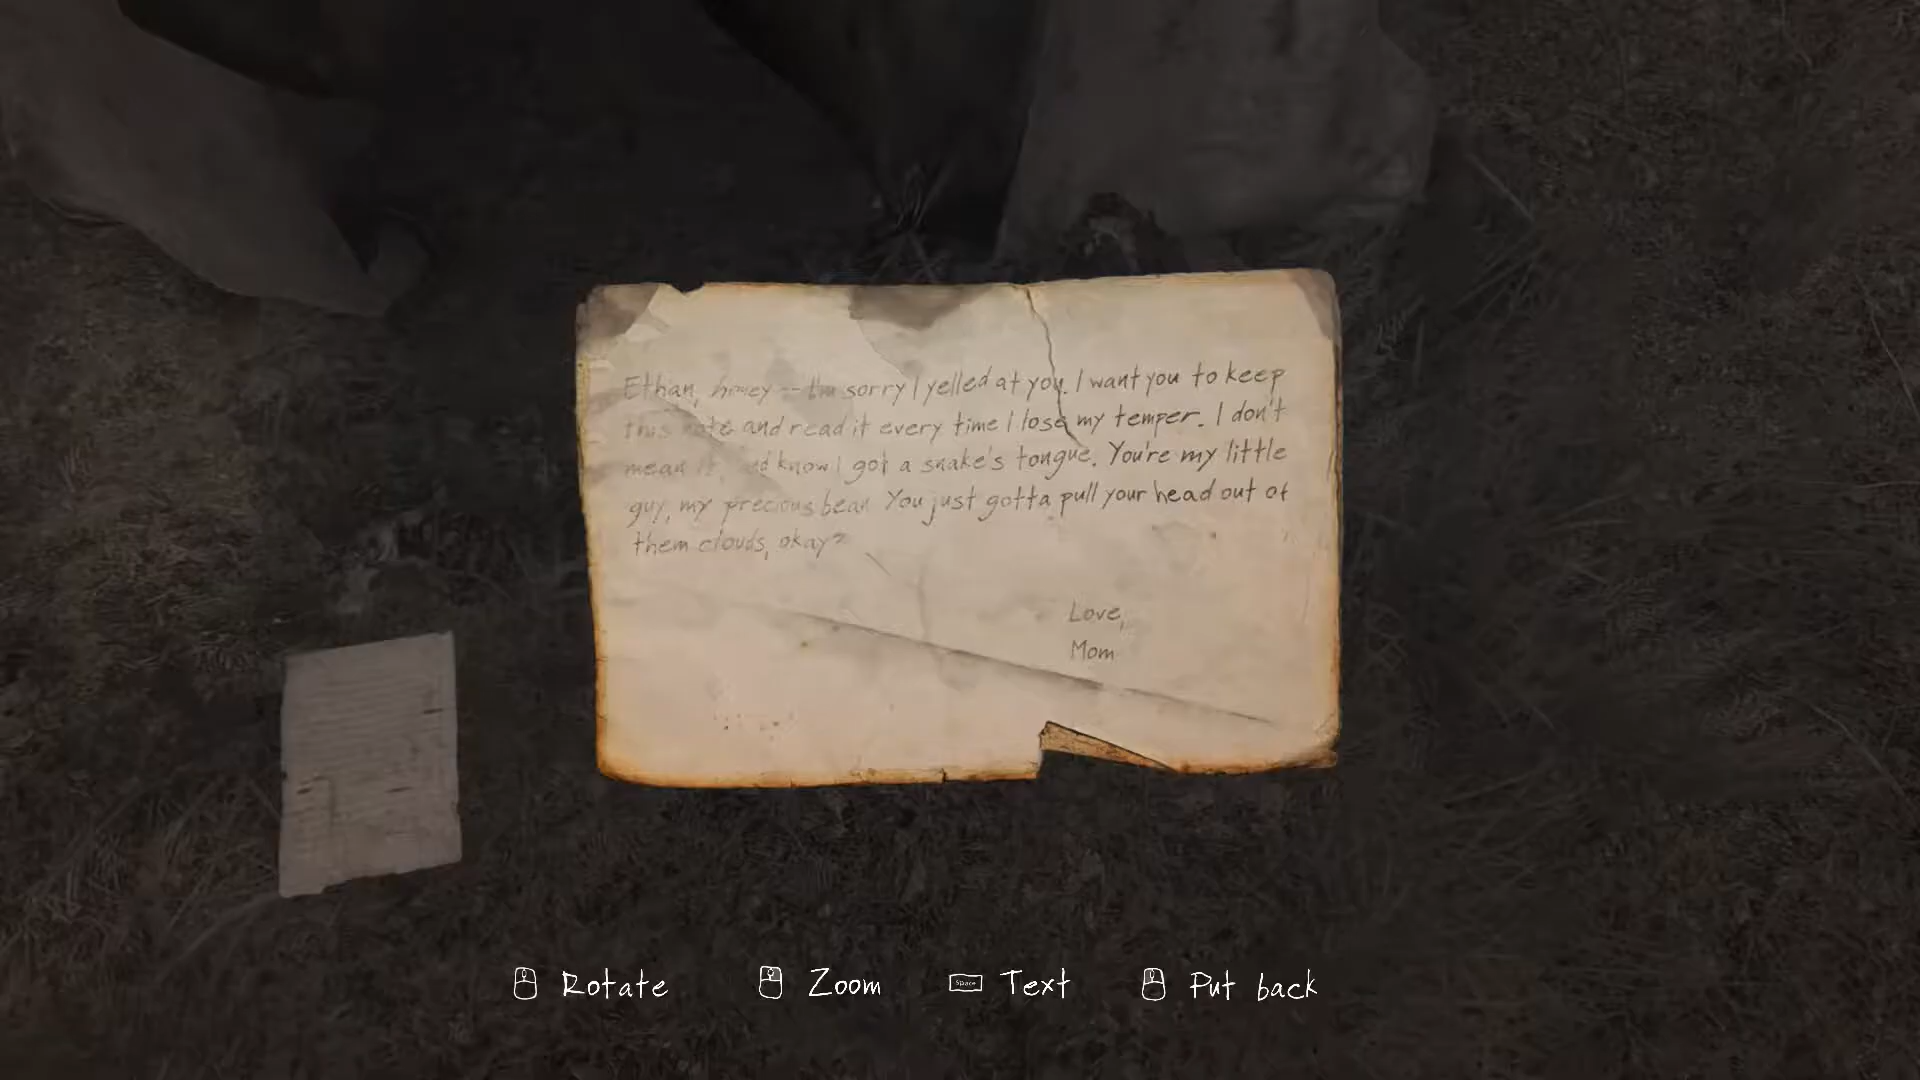 Ethan, honey -- I'm sorry I yelled at you. I want you to keep
this note and read it every time I lose my temper. I don't
mean it, and know I got a snake's tongue. You're my little
guy, my precious bean. You just gotta pull your head out of
them clouds, okay?
Love,
Mom
Rotate Zoom Space Text Put back